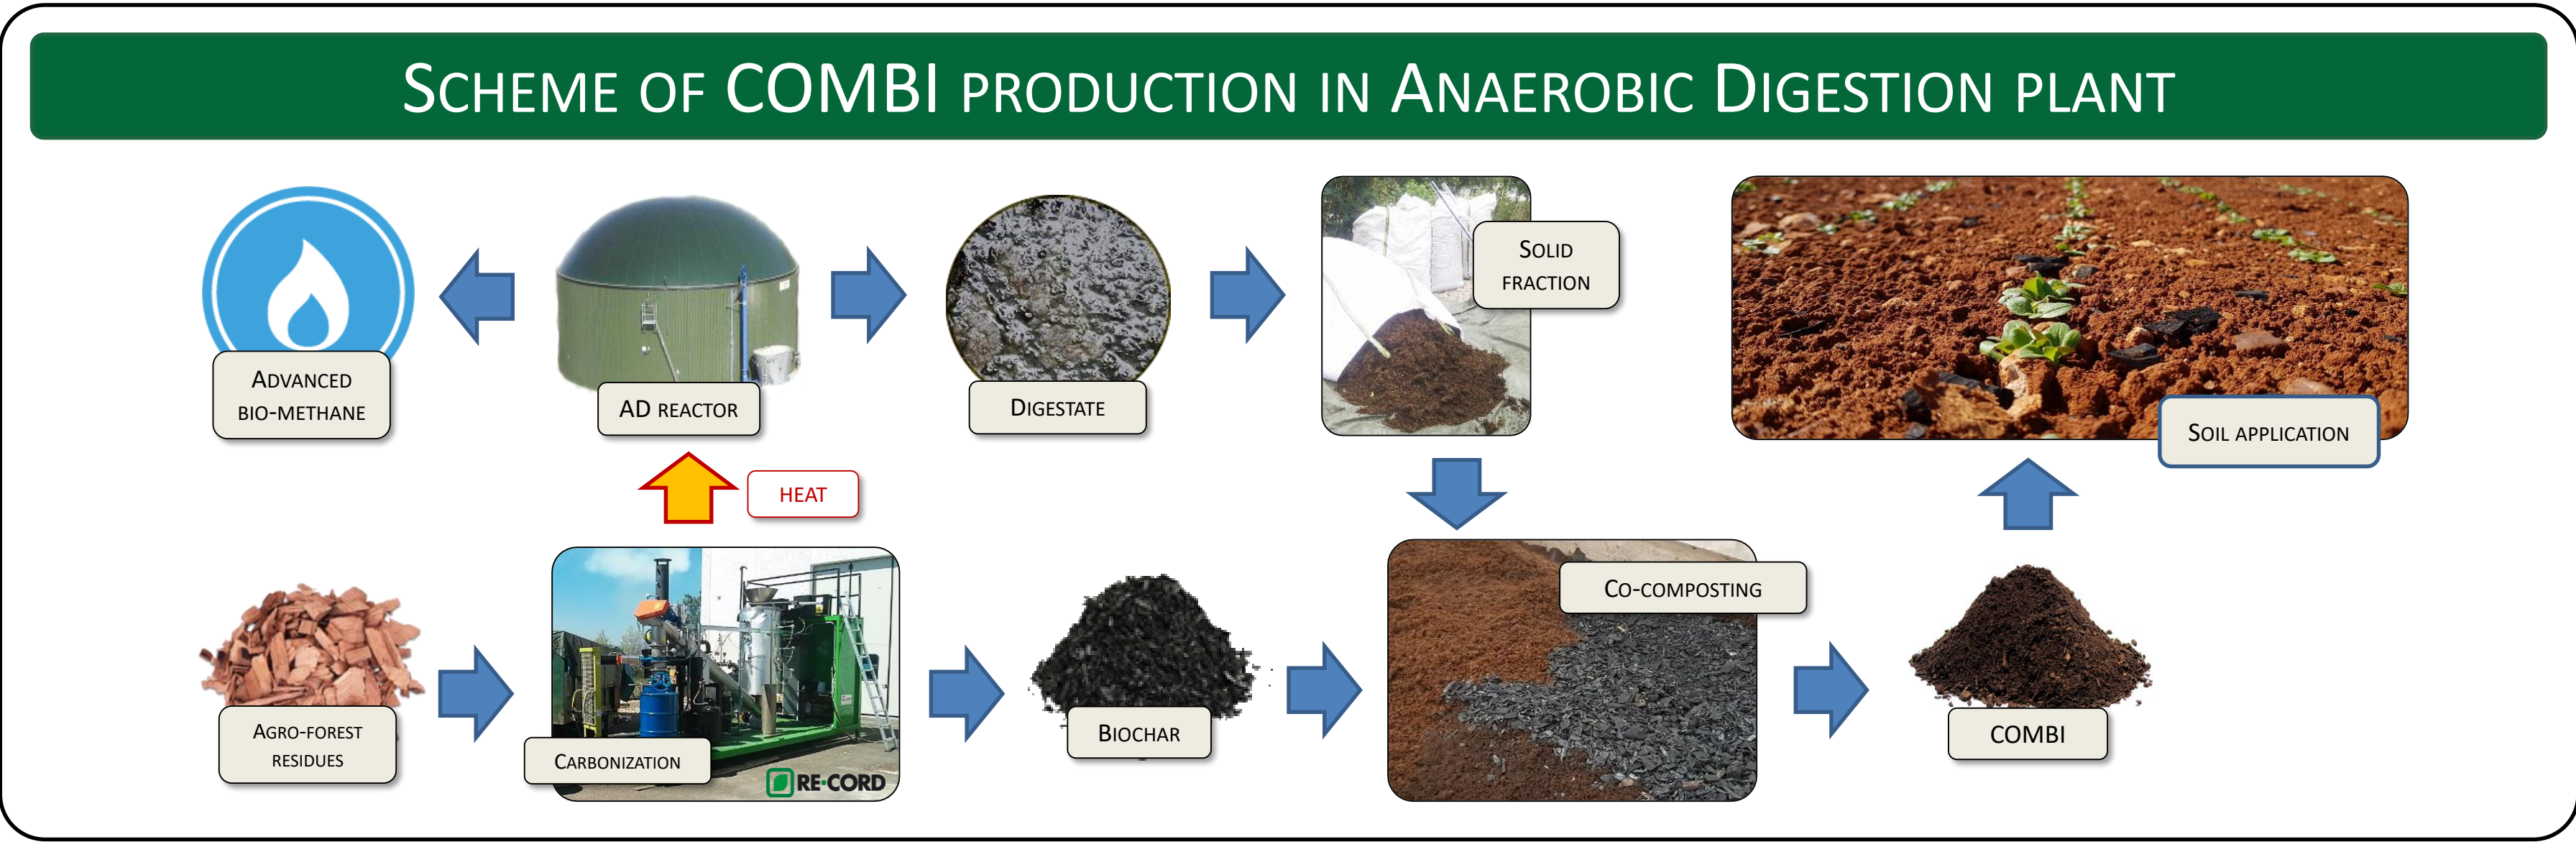 Scheme of COMBI production in Anaerobic Digestion plant
Advanced
bio-methane
AD reactor
Digestate
Solid
fraction
Soil application
HEAT
Agro-forest
residues
Carbonization
RE·CORD
Biochar
Co-composting
COMBI